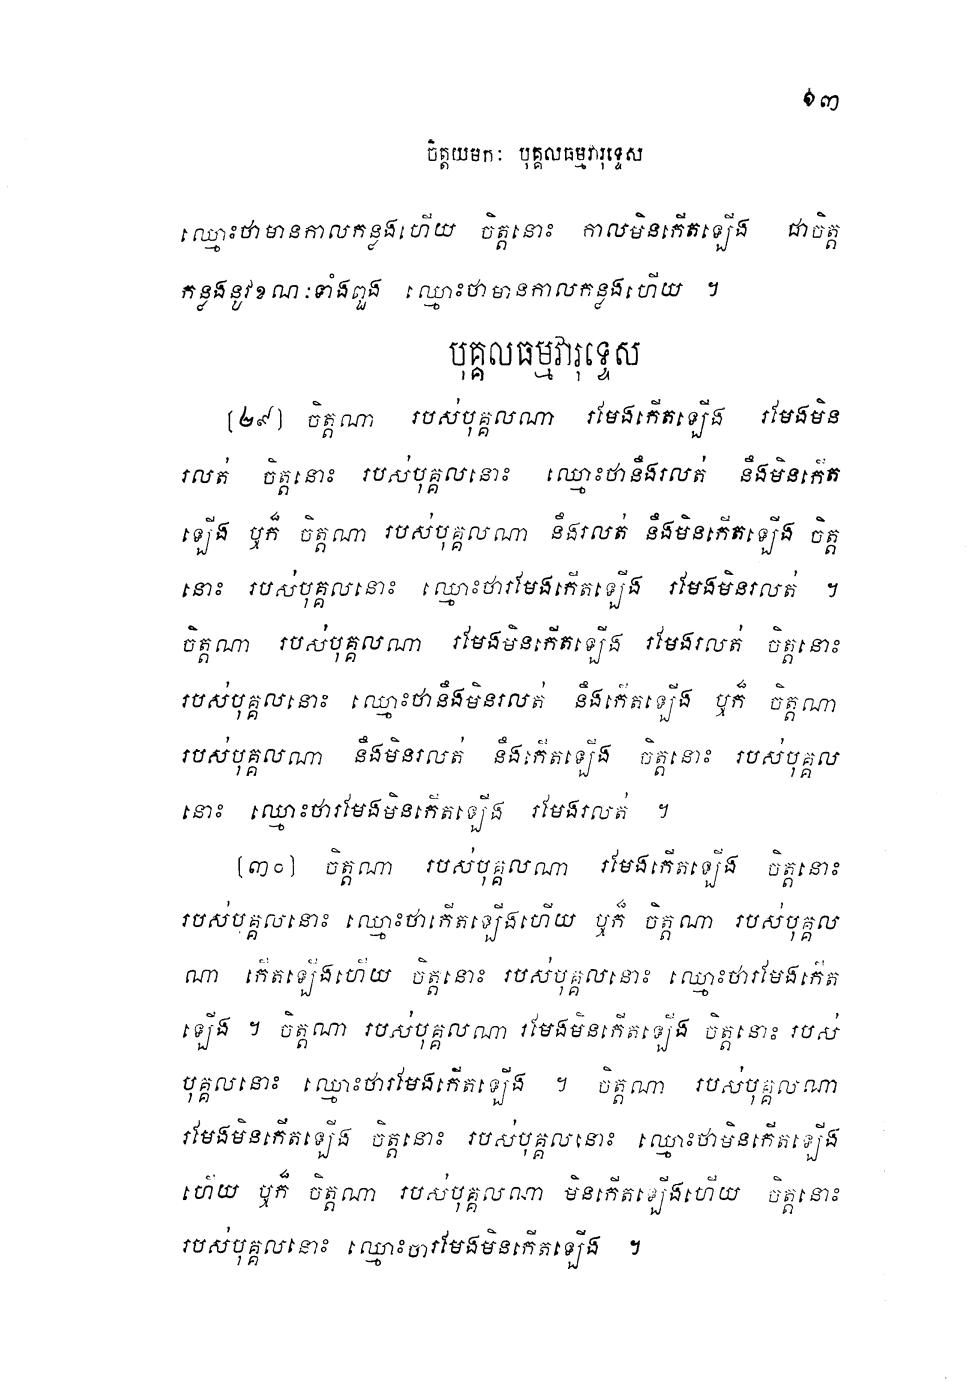 ១៣
ចិត្តយមកៈ បុគ្គលធម្មវារុទ្ទេស
ឈ្មោះថាមានកាលកន្លងហើយ ចិត្តនោះ កាលមិនកើតឡើង ជាចិត្ត
កន្លងនូវខណៈទាំងពួង ឈ្មោះថាមានកាលកន្លងហើយ ។
បុគ្គលធម្មវារុទ្ទេស
(២៩) ចិត្តណា របស់បុគ្គលណា រមែងកើតឡើង រមែងមិន
រលត់ ចិត្តនោះ របស់បុគ្គលនោះ ឈ្មោះថានឹងរលត់ នឹងមិនកើត
ឡើង ឬក៏ ចិត្តណា របស់បុគ្គលណា នឹងរលត់ នឹងមិនកើតឡើង ចិត្ត
នោះ របស់បុគ្គលនោះ ឈ្មោះថារមែងកើតឡើង រមែងមិនរលត់ ។
ចិត្តណា របស់បុគ្គលណា រមែងមិនកើតឡើង រមែងរលត់ ចិត្តនោះ
របស់បុគ្គលនោះ ឈ្មោះថានឹងមិនរលត់ នឹងកើតឡើង ឬក៏ ចិត្តណា
របស់បុគ្គលណា នឹងមិនរលត់ នឹងកើតឡើង ចិត្តនោះ របស់បុគ្គល
នោះ ឈ្មោះថារមែងមិនកើតឡើង រមែងរលត់ ។
(៣០) ចិត្តណា របស់បុគ្គលណា រមែងកើតឡើង ចិត្តនោះ
របស់បុគ្គលនោះ ឈ្មោះថាកើតឡើងហើយ ឬក៏ ចិត្តណា របស់បុគ្គល
ណា កើតឡើងហើយ ចិត្តនោះ របស់បុគ្គលនោះ ឈ្មោះថារមែងកើត
ឡើង ។ ចិត្តណា របស់បុគ្គលណា រមែងមិនកើតឡើង ចិត្តនោះ របស់
បុគ្គលនោះ ឈ្មោះថារមែងកើតឡើង ។ ចិត្តណា របស់បុគ្គលណា
រមែងមិនកើតឡើង ចិត្តនោះ របស់បុគ្គលនោះ ឈ្មោះថាមិនកើតឡើង
ហើយ ឬក៏ ចិត្តណា របស់បុគ្គលណា មិនកើតឡើងហើយ ចិត្តនោះ
របស់បុគ្គលនោះ ឈ្មោះថារមែងមិនកើតឡើង ។